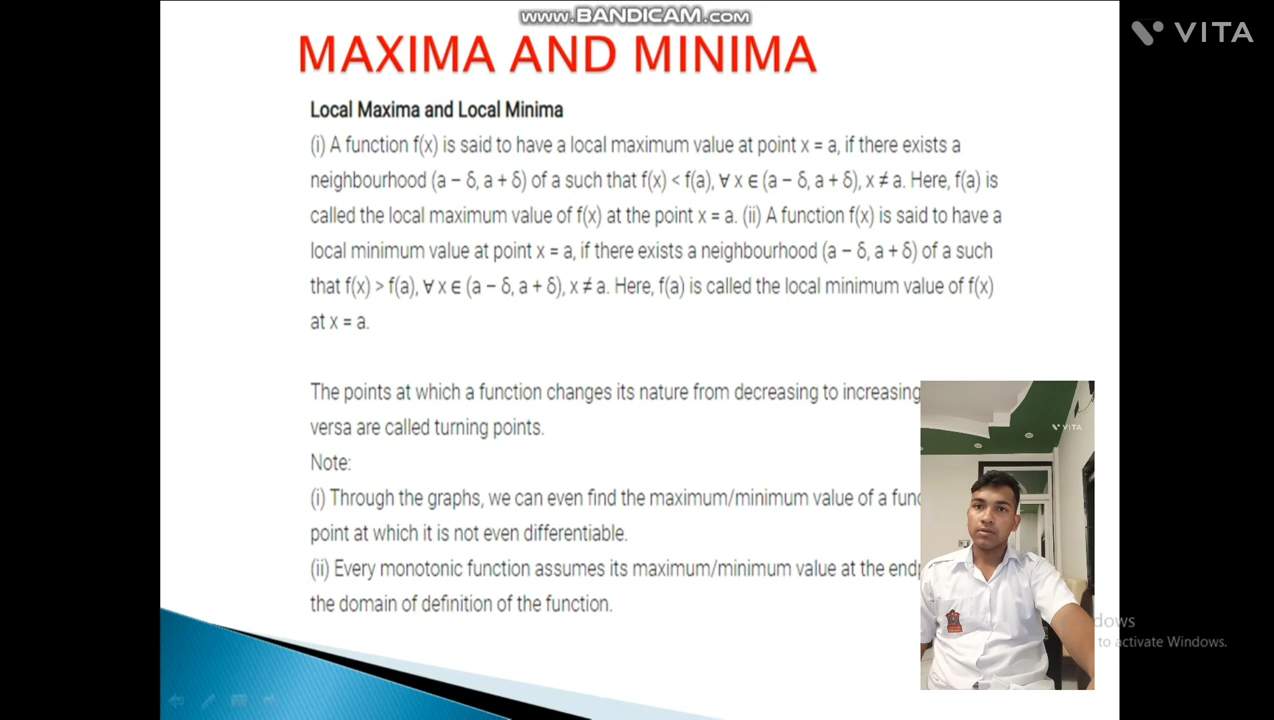 www.BANDICAM.com
VITA
MAXIMA AND MINIMA
Local Maxima and Local Minima
(i) A function f(x) is said to have a local maximum value at point x = a, if there exists a
neighbourhood (a − δ, a + δ) of a such that f(x) < f(a), ∀ x ∈ (a − δ, a + δ), x ≠ a. Here, f(a) is
called the local maximum value of f(x) at the point x = a. (ii) A function f(x) is said to have a
local minimum value at point x = a, if there exists a neighbourhood (a − δ, a + δ) of a such
that f(x) > f(a), ∀ x ∈ (a − δ, a + δ), x ≠ a. Here, f(a) is called the local minimum value of f(x)
at x = a.
The points at which a function changes its nature from decreasing to increasing
versa are called turning points.
Note:
(i) Through the graphs, we can even find the maximum/minimum value of a func
point at which it is not even differentiable.
(ii) Every monotonic function assumes its maximum/minimum value at the end
the domain of definition of the function.
VITA
dows
to activate Windows.